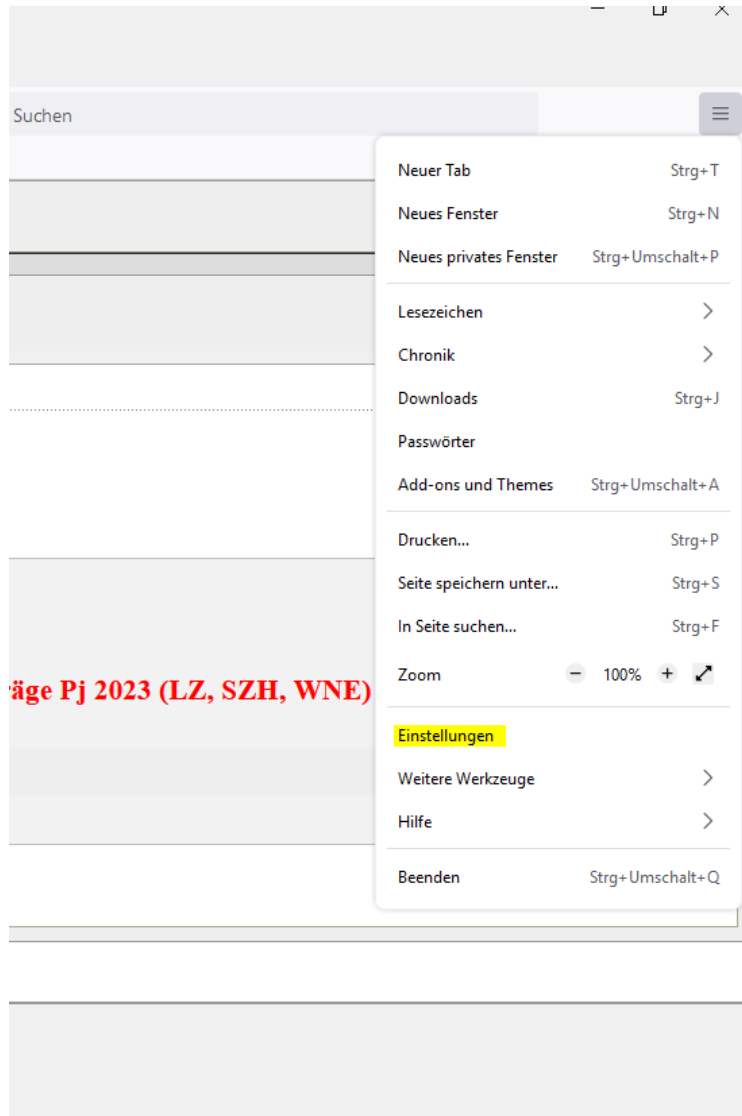 Suchen
Neuer Tab Strg+T
Neues Fenster Strg+N
Neues privates Fenster Strg+Umschalt+P
Lesezeichen
Chronik
Downloads Strg+J
Passwörter
Add-ons und Themes Strg+Umschalt+A
Drucken... Strg+P
Seite speichern unter... Strg+S
In Seite suchen... Strg+F
Zoom − 100% +
räge Pj 2023 (LZ, SZH, WNE)
Einstellungen
Weitere Werkzeuge
Hilfe
Beenden Strg+Umschalt+Q